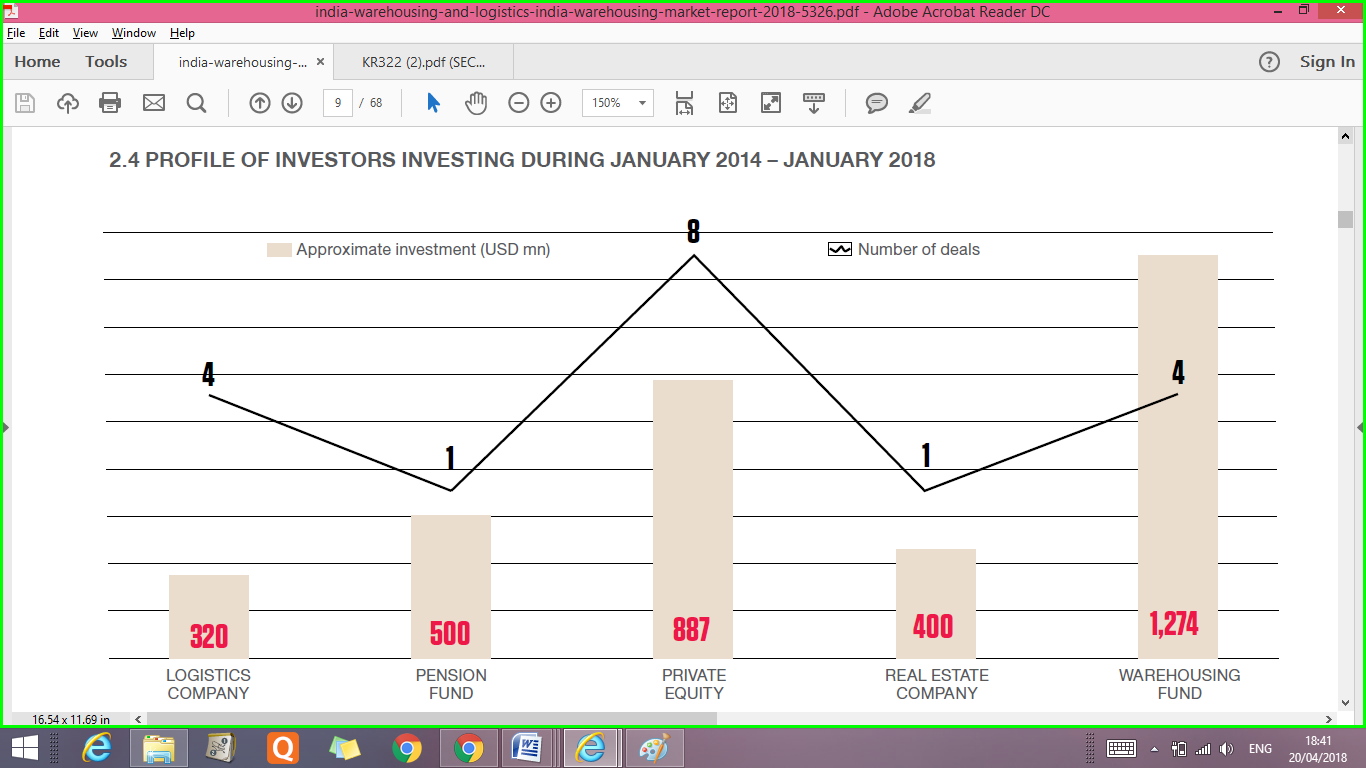 india-warehousing-and-logistics-india-warehousing-market-report-2018-5326.pdf - Adobe Acrobat Reader DC
File Edit View Window Help
Home Tools india-warehousing-... × KR322 (2).pdf (SEC... ? Sign In
9 / 68 150%
2.4 PROFILE OF INVESTORS INVESTING DURING JANUARY 2014 – JANUARY 2018
Approximate investment (USD mn) Number of deals
8
4 4
1 1
320 500 887 400 1,274
LOGISTICS COMPANY
PENSION FUND
PRIVATE EQUITY
REAL ESTATE COMPANY
WAREHOUSING FUND
16.54 x 11.69 in
ENG
18:41
20/04/2018